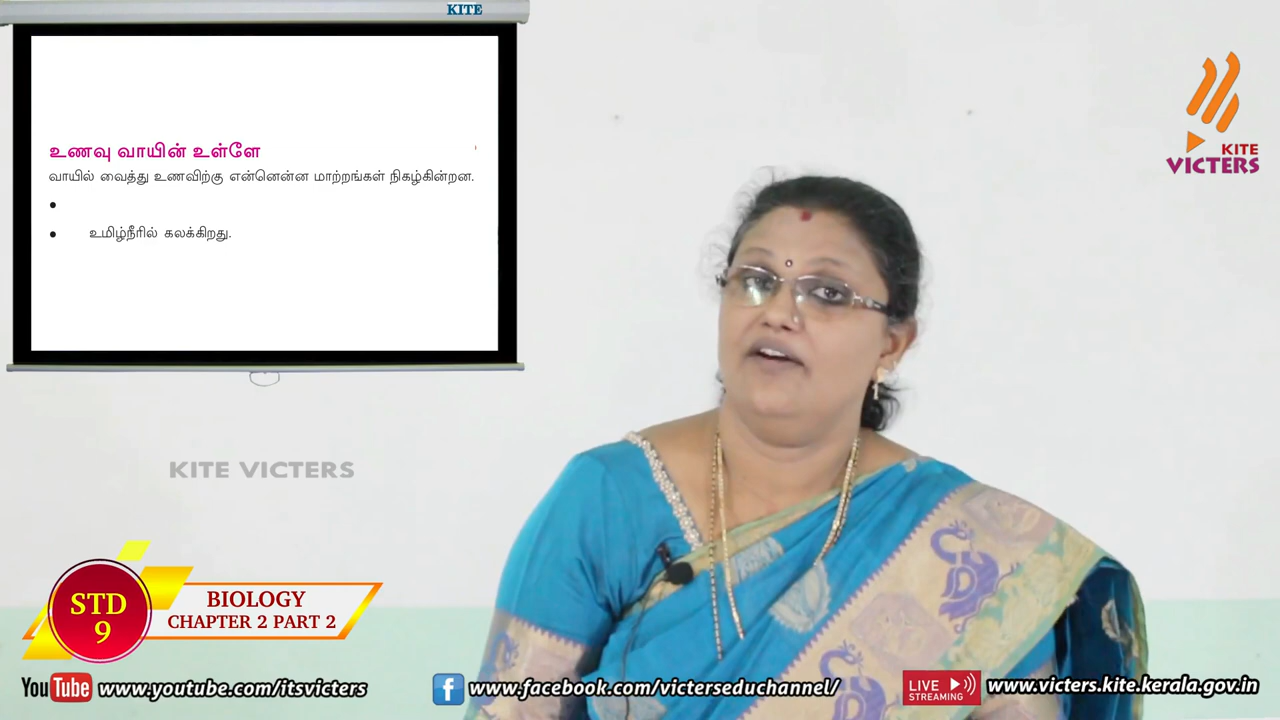 KITE
உணவு வாயின் உள்ளே
வாயில் வைத்து உணவிற்கு என்னென்ன மாற்றங்கள் நிகழ்கின்றன.
உமிழ்நீரில் கலக்கிறது.
KITE
VICTERS
KITE VICTERS
STD
9
BIOLOGY
CHAPTER 2 PART 2
YouTube www.youtube.com/itsvicters
f www.facebook.com/victerseduchannel/
LIVE
STREAMING
www.victers.kite.kerala.gov.in